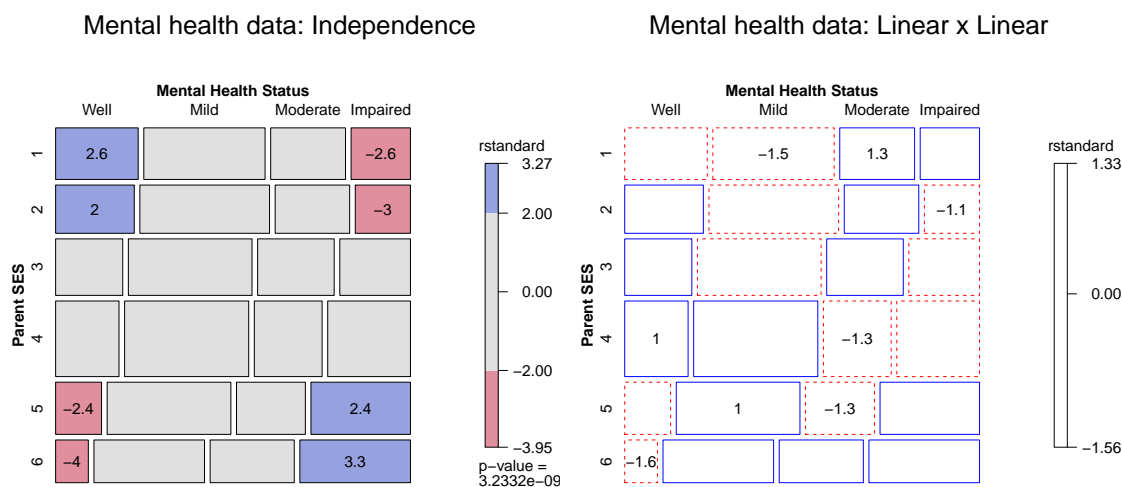 Mental health data: Independence
Mental Health Status
Well Mild Moderate Impaired
Parent SES
1 2.6 −2.6
2 2 −3
3
4
5 −2.4 2.4
6 −4 3.3
rstandard
3.27
2.00
0.00
−2.00
−3.95
p−value =
3.2332e−09
Mental health data: Linear x Linear
Mental Health Status
Well Mild Moderate Impaired
Parent SES
1 −1.5 1.3
2 −1.1
3
4 1 −1.3
5 1 −1.3
6 −1.6
rstandard
1.33
0.00
−1.56